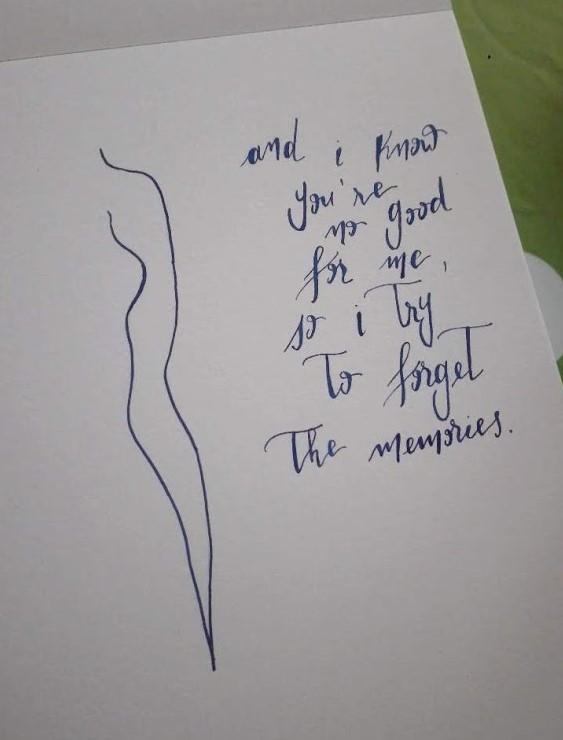 and i know
you're
no good
for me,
so i try
To forget
The memories.